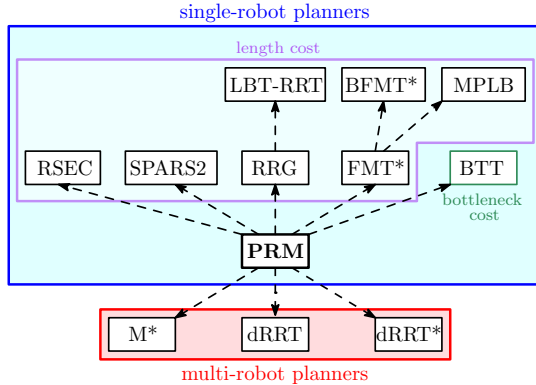 single-robot planners
length cost
LBT-RRT
BFMT*
MPLB
RSEC
SPARS2
RRG
FMT*
BTT
bottleneck
cost
PRM
M*
dRRT
dRRT*
multi-robot planners